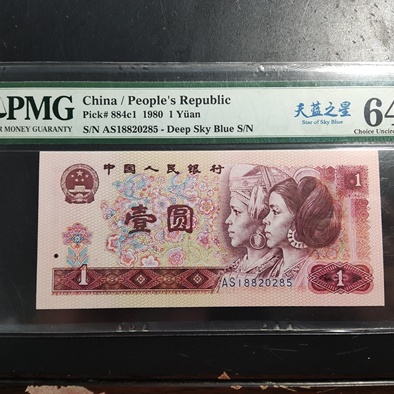 PMG
R MONEY GUARANTY
China / People's Republic
Pick# 884c1 1980 1 Yüan
S/N AS18820285 - Deep Sky Blue S/N
天蓝之星
Star of Sky Blue
64
Choice Uncirc
中国人民银行
1
壹圆
AS18820285
1
1